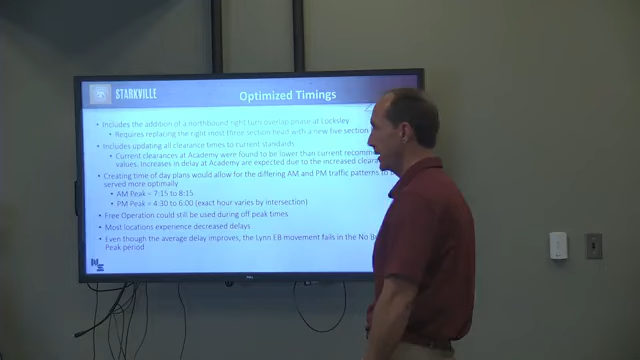 STARKVILLE
Optimized Timings
Includes the addition of a northbound right turn overlap phase at Locksley
Requires replacing the right most three section head with a new five section
Includes updating all clearance times to current standards
Current clearances at Academy were found to be lower than current
values. Increases in delay at Academy are expected due to the increased
Creating time of day plans would allow for the differing AM and PM traffic patterns to
served more optimally
AM Peak = 7:15 to 8:15
PM Peak = 4:30 to 6:00 (exact hour varies by intersection)
Free Operation could still be used during off peak times
Most locations experience decreased delays
Even though the average delay improves, the Lynn EB movement fails in the No
Peak period
DELL